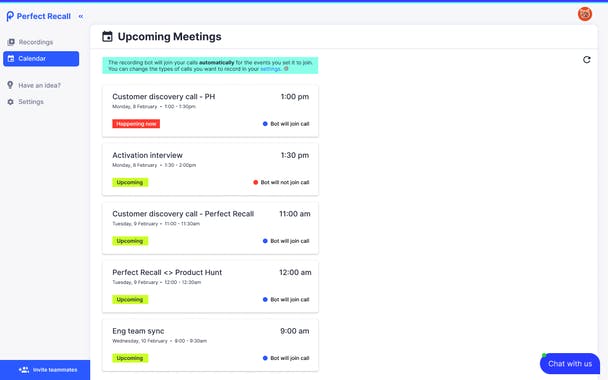 Perfect Recall «
Recordings
Calendar
Have an idea?
Settings
Invite teammates
Upcoming Meetings
The recording bot will join your calls automatically for the events you set it to join.
You can change the types of calls you want to record in your settings.
Customer discovery call - PH 1:00 pm
Monday, 8 February • 1:00 - 1:30pm
Happening now Bot will join call
Activation interview 1:30 pm
Monday, 8 February • 1:30 - 2:00pm
Upcoming Bot will not join call
Customer discovery call - Perfect Recall 11:00 am
Tuesday, 9 February • 11:00 - 11:30am
Upcoming Bot will join call
Perfect Recall <> Product Hunt 12:00 am
Tuesday, 9 February • 12:00 - 12:30am
Upcoming Bot will join call
Eng team sync 9:00 am
Wednesday, 10 February • 9:00 - 9:30am
Upcoming Bot will join call
Chat with us